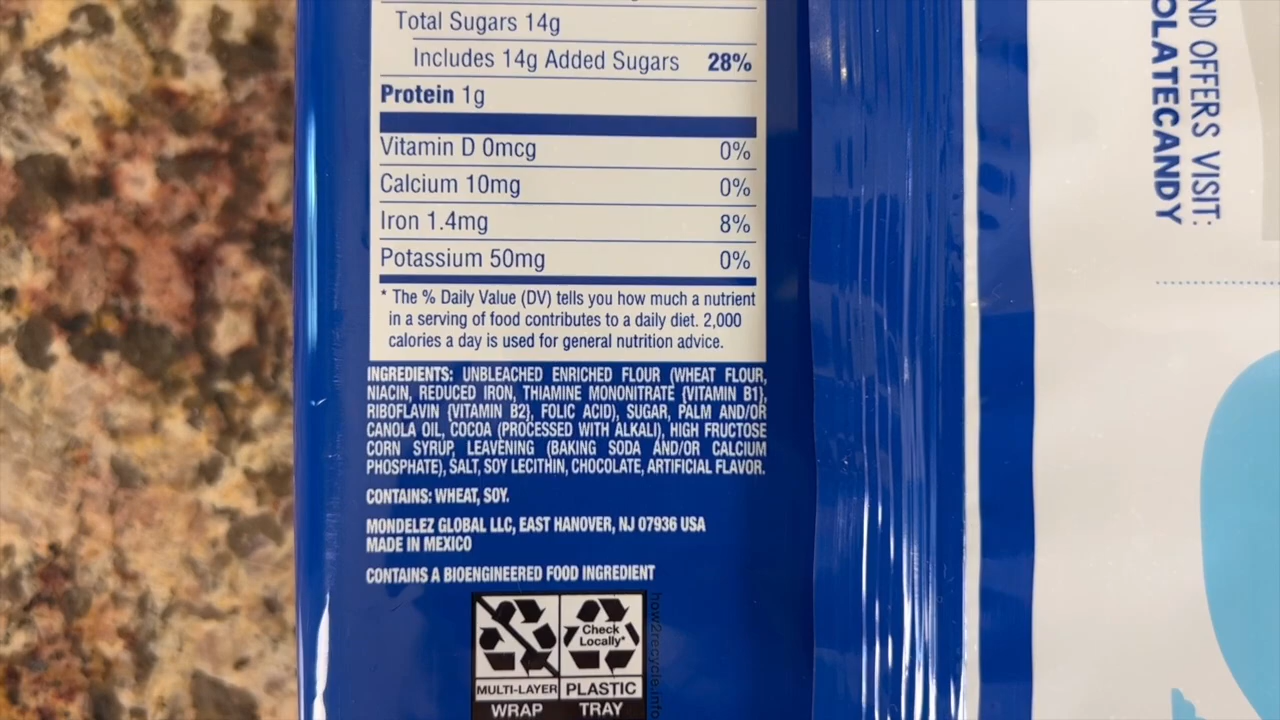 Total Sugars 14g
Includes 14g Added Sugars 28%
Protein 1g
Vitamin D 0mcg 0%
Calcium 10mg 0%
Iron 1.4mg 8%
Potassium 50mg 0%
* The % Daily Value (DV) tells you how much a nutrient
in a serving of food contributes to a daily diet. 2,000
calories a day is used for general nutrition advice.
INGREDIENTS: UNBLEACHED ENRICHED FLOUR (WHEAT FLOUR,
NIACIN, REDUCED IRON, THIAMINE MONONITRATE {VITAMIN B1},
RIBOFLAVIN {VITAMIN B2}, FOLIC ACID), SUGAR, PALM AND/OR
CANOLA OIL, COCOA (PROCESSED WITH ALKALI), HIGH FRUCTOSE
CORN SYRUP, LEAVENING (BAKING SODA AND/OR CALCIUM
PHOSPHATE), SALT, SOY LECITHIN, CHOCOLATE, ARTIFICIAL FLAVOR.
CONTAINS: WHEAT, SOY.
MONDELEZ GLOBAL LLC, EAST HANOVER, NJ 07936 USA
MADE IN MEXICO
CONTAINS A BIOENGINEERED FOOD INGREDIENT
Check
Locally*
MULTI-LAYER PLASTIC
WRAP TRAY
how2recycle.info
ND OFFERS VISIT:
OLATECANDY